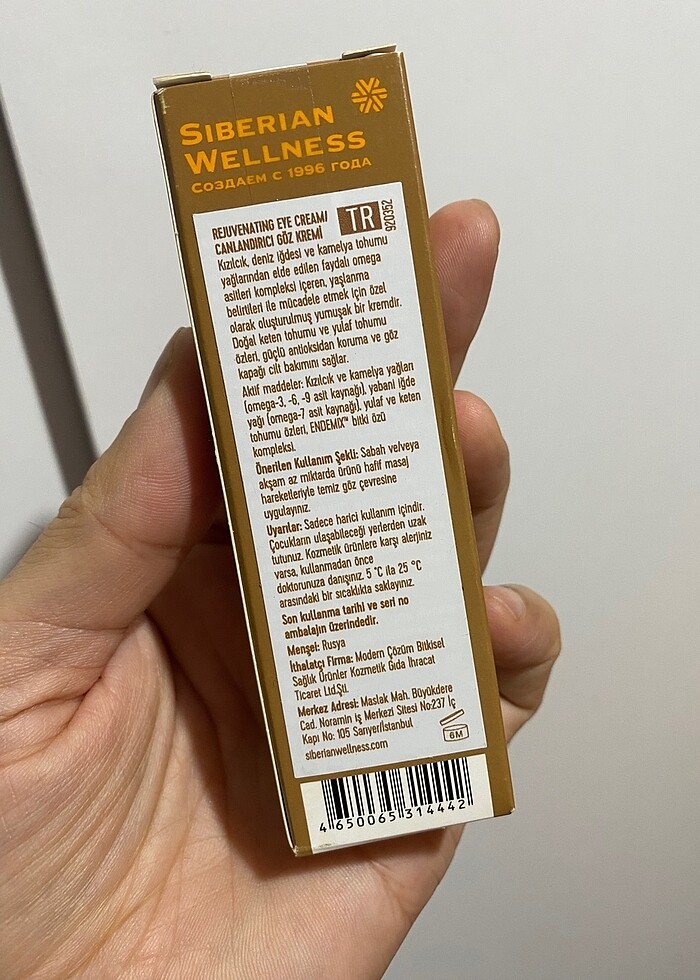 SIBERIAN
WELLNESS
СОЗДАЕМ С 1996 ГОДА
REJUVENATING EYE CREAM/
CANLANDIRICI GÖZ KREMİ
TR
920352
Kızılcık, deniz iğdesi ve kamelya tohumu
yağlarından elde edilen faydalı omega
asitleri kompleksi içeren, yaşlanma
belirtileri ile mücadele etmek için özel
olarak oluşturulmuş yumuşak bir kremdir.
Doğal keten tohumu ve yulaf tohumu
özleri, güçlü antioksidan koruma ve göz
kapağı cilt bakımını sağlar.
Aktif maddeler: Kızılcık ve kamelya yağları
(omega-3, -6, -9 asit kaynağı), yabani iğde
yağı (omega-7 asit kaynağı), yulaf ve keten
tohumu özleri, ENDEMIX™ bitki özü
kompleksi.
Önerilen Kullanım Şekli: Sabah ve/veya
akşam az miktarda ürünü hafif masaj
hareketleriyle temiz göz çevresine
uygulayınız.
Uyarılar: Sadece harici kullanım içindir.
Çocukların ulaşabileceği yerlerden uzak
tutunuz. Kozmetik ürünlere karşı alerjiniz
varsa, kullanmadan önce
doktorunuza danışınız. 5 °C ila 25 °C
arasındaki bir sıcaklıkta saklayınız.
Son kullanma tarihi ve seri no
ambalajın üzerindedir.
Menşei: Rusya
İthalatçı Firma: Modern Çözüm Bitkisel
Sağlık Ürünler Kozmetik Gıda İhracat
Ticaret Ltd.Şti.
Merkez Adresi: Maslak Mah. Büyükdere
Cad. Noramin İş Merkezi Sitesi No:237 İç
Kapı No: 105 Sarıyer/İstanbul
siberianwellness.com
6M
4 650065 314442